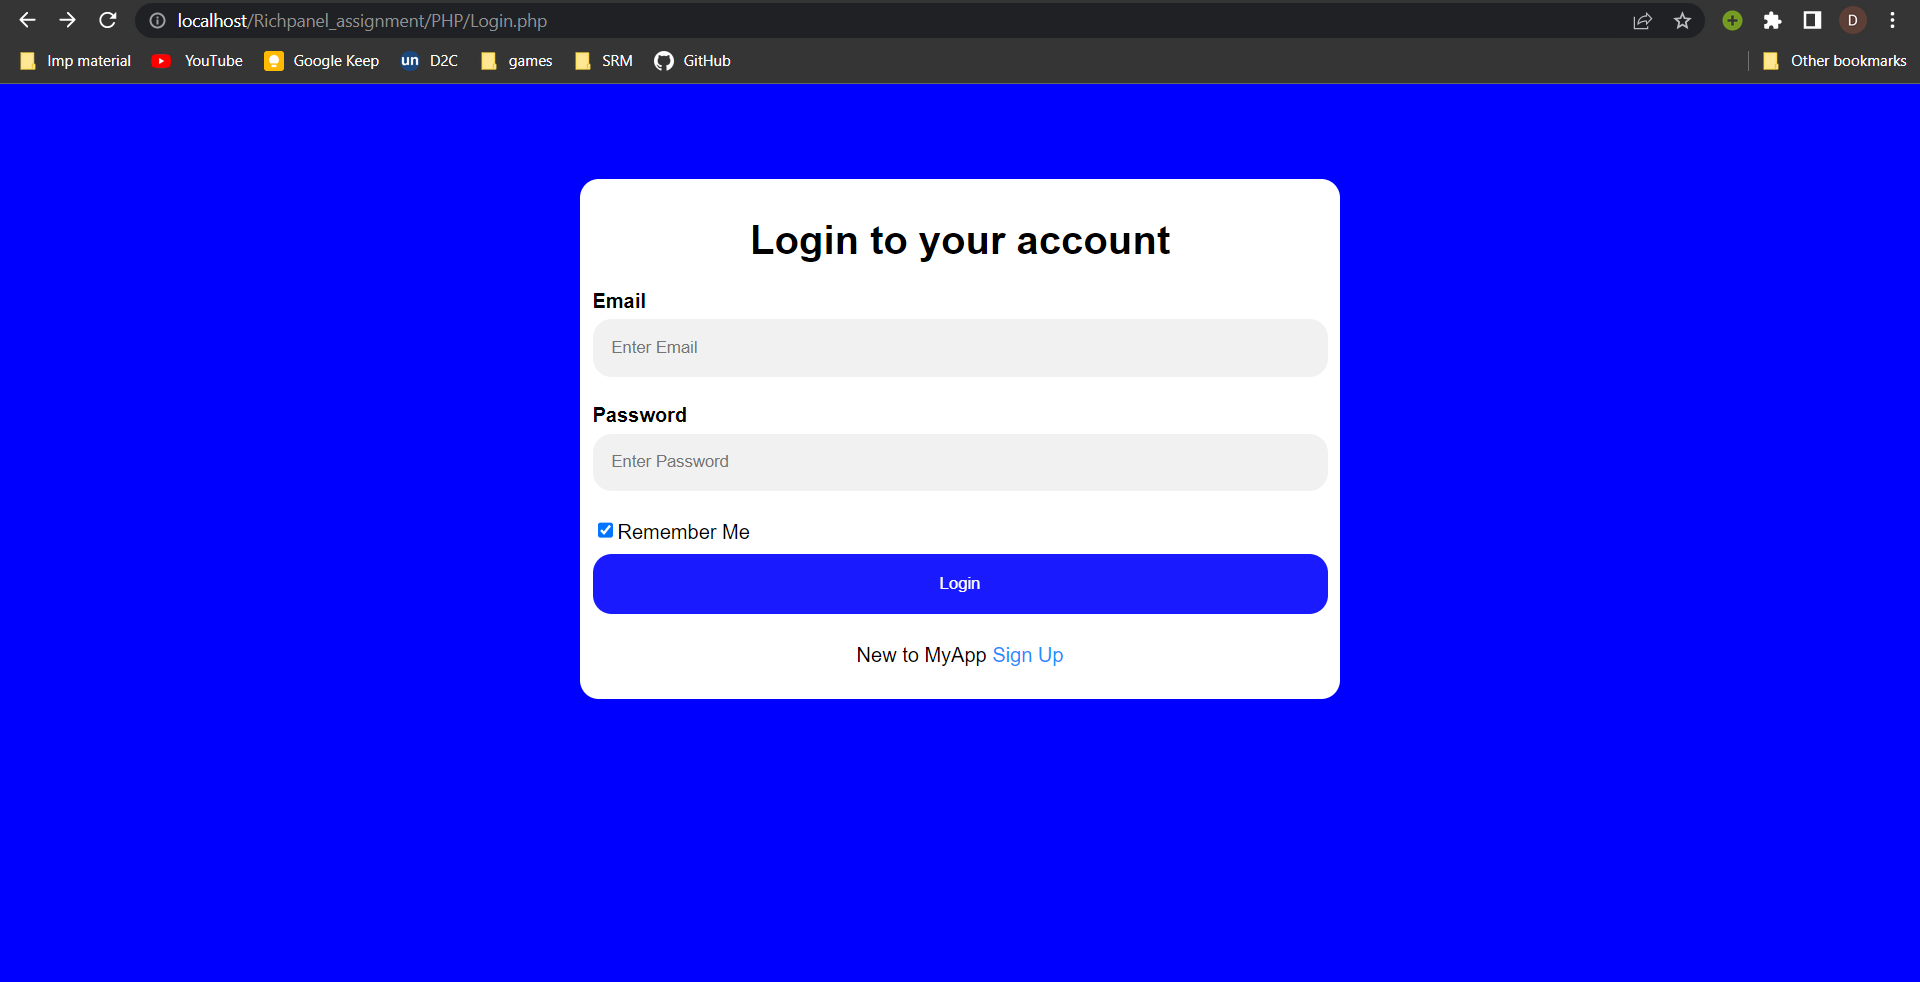 localhost/Richpanel_assignment/PHP/Login.php
D
Imp material YouTube Google Keep un D2C games SRM GitHub Other bookmarks
Login to your account
Email
Enter Email
Password
Enter Password
Remember Me
Login
New to MyApp Sign Up